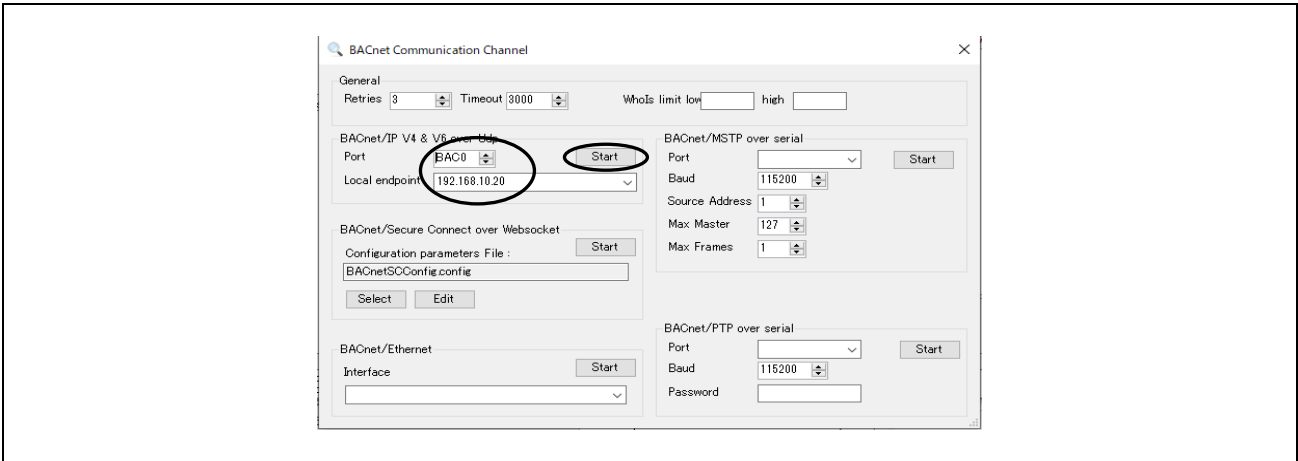 BACnet Communication Channel
General
Retries 3 Timeout 3000 WhoIs limit low high
BACnet/IP V4 & V6 over Udp
Port BAC0 Start
Local endpoint 192.168.10.20
BACnet/Secure Connect over Websocket
Start
Configuration parameters File :
BACnetSCConfig.config
Select Edit
BACnet/Ethernet
Interface Start
BACnet/MSTP over serial
Port Start
Baud 115200
Source Address 1
Max Master 127
Max Frames 1
BACnet/PTP over serial
Port Start
Baud 115200
Password